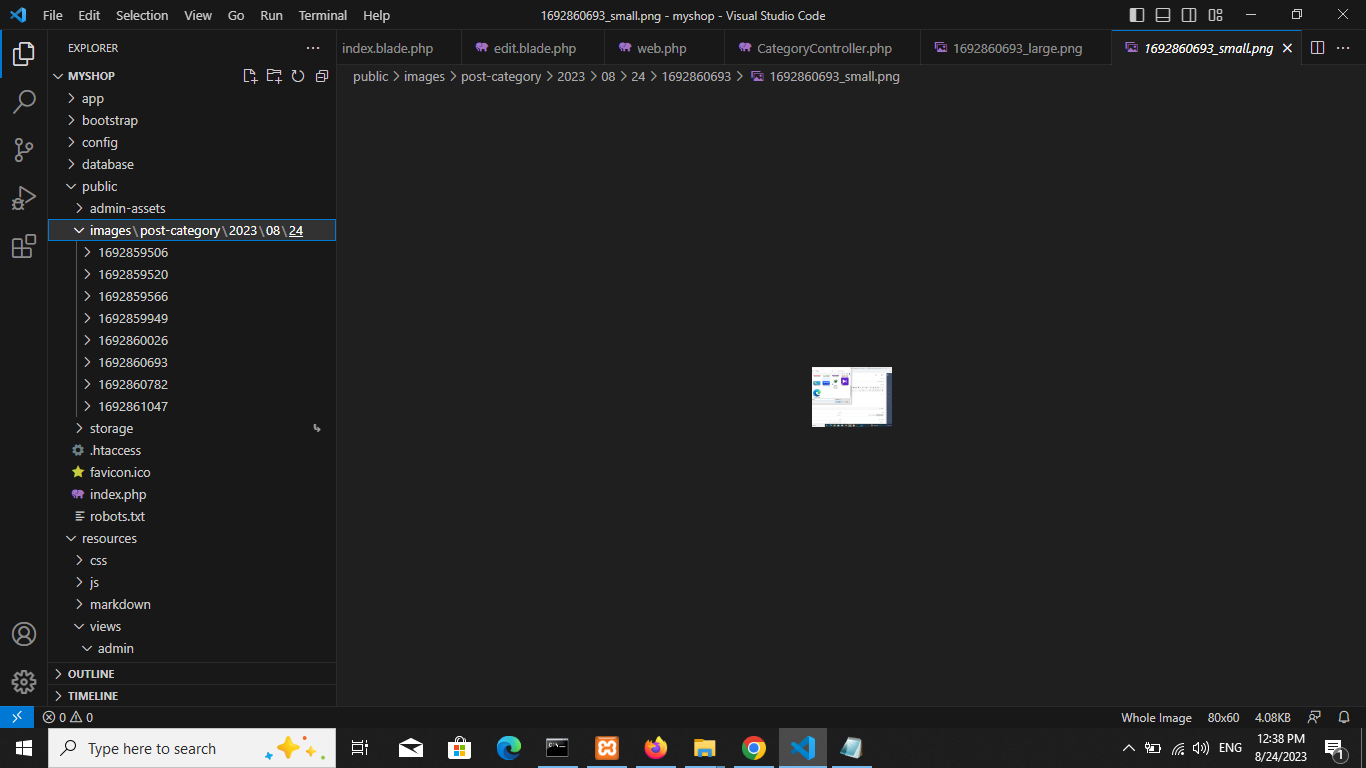 File Edit Selection View Go Run Terminal Help 1692860693_small.png - myshop - Visual Studio Code
EXPLORER
index.blade.php edit.blade.php web.php CategoryController.php 1692860693_large.png 1692860693_small.png
MYSHOP
public > images > post-category > 2023 > 08 > 24 > 1692860693 > 1692860693_small.png
app
bootstrap
config
database
public
admin-assets
images\post-category\2023\08\24
1692859506
1692859520
1692859566
1692859949
1692860026
1692860693
1692860782
1692861047
storage
.htaccess
favicon.ico
index.php
robots.txt
resources
css
js
markdown
views
admin
OUTLINE
TIMELINE
0 0 Whole Image 80x60 4.08KB
Type here to search
ENG
12:38 PM
8/24/2023
1